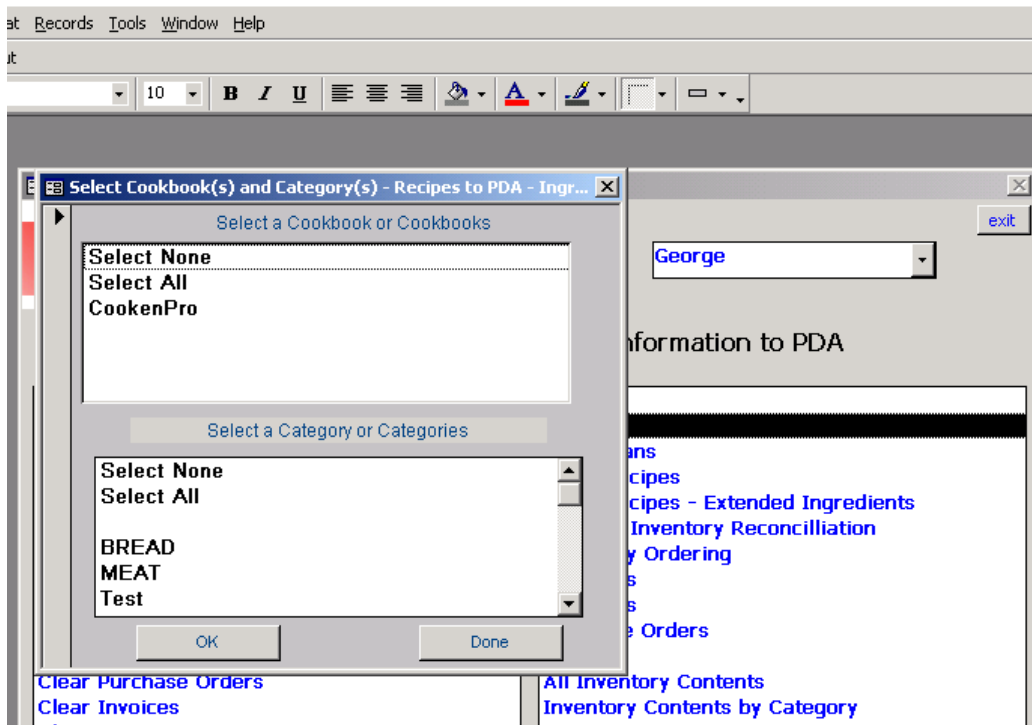 at Records Tools Window Help
ut
10 B I U A
Select Cookbook(s) and Category(s) - Recipes to PDA - Ingr...
exit
Select a Cookbook or Cookbooks
Select None
Select All
CookenPro
George
nformation to PDA
Select a Category or Categories
Select None
Select All
BREAD
MEAT
Test
OK
Done
ans
cipes
cipes - Extended Ingredients
Inventory Reconcilliation
y Ordering
s
s
e Orders
Clear Purchase Orders
All Inventory Contents
Clear Invoices
Inventory Contents by Category